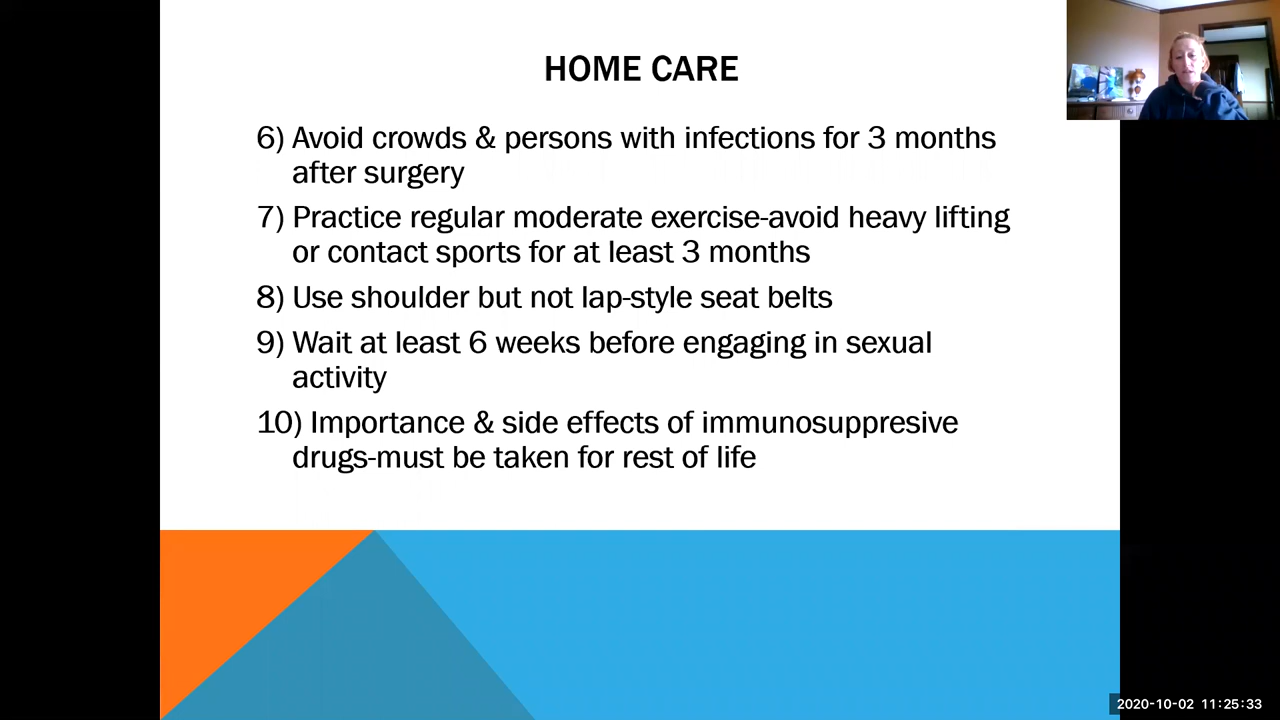 HOME CARE
6) Avoid crowds & persons with infections for 3 months
after surgery
7) Practice regular moderate exercise-avoid heavy lifting
or contact sports for at least 3 months
8) Use shoulder but not lap-style seat belts
9) Wait at least 6 weeks before engaging in sexual
activity
10) Importance & side effects of immunosuppresive
drugs-must be taken for rest of life
2020-10-02 11:25:33